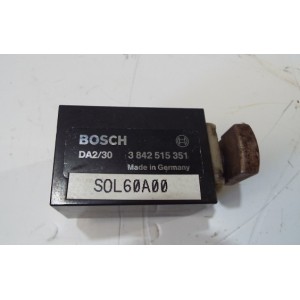 BOSCH
DA2/30 3 842 515 351
Made in Germany
SOL60A00